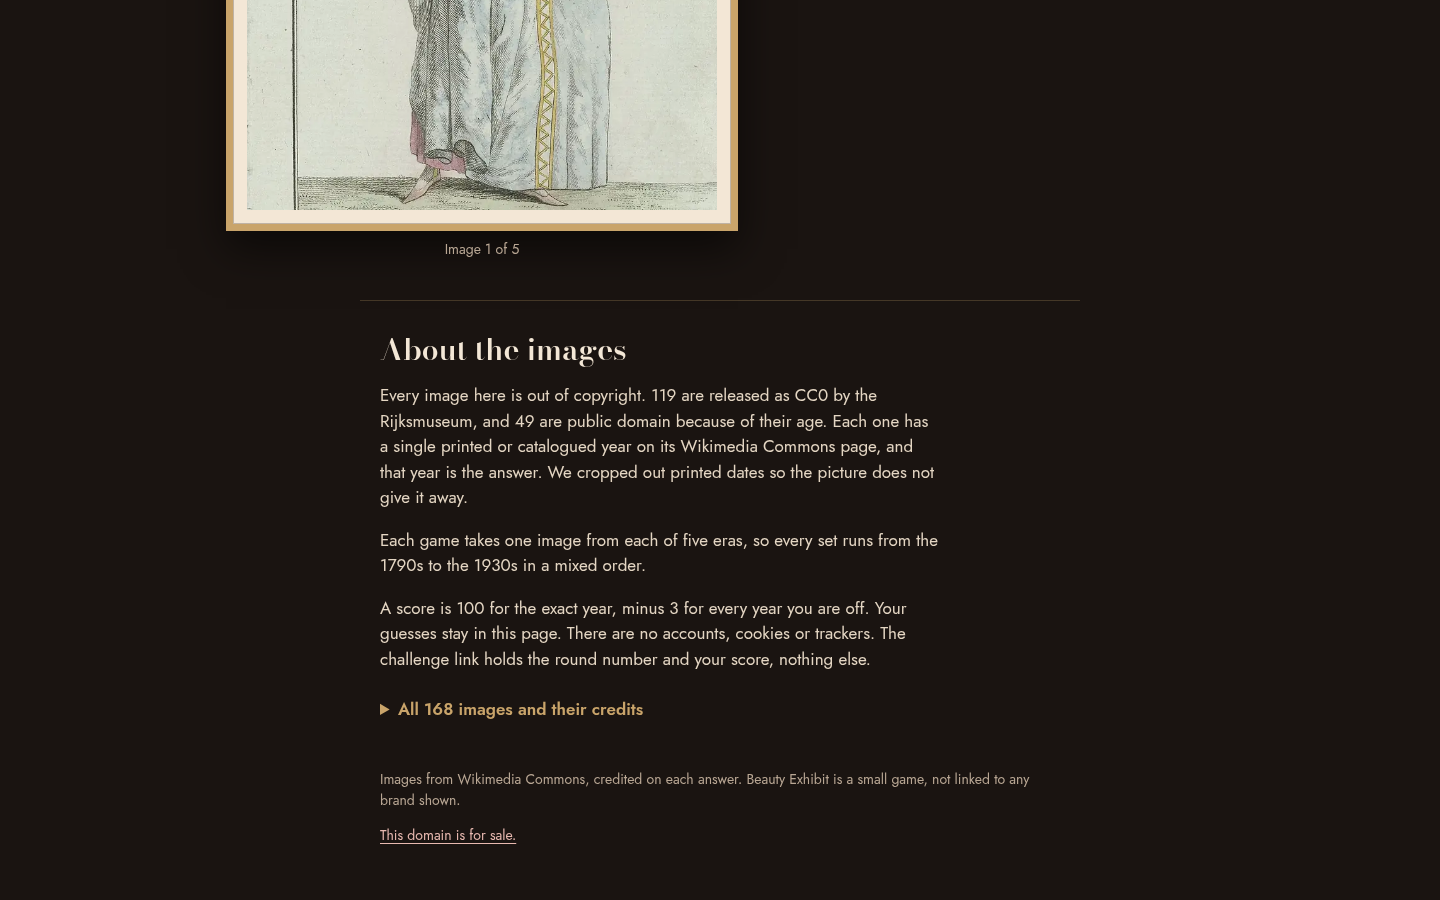 Image 1 of 5
About the images
Every image here is out of copyright. 119 are released as CC0 by the
Rijksmuseum, and 49 are public domain because of their age. Each one has
a single printed or catalogued year on its Wikimedia Commons page, and
that year is the answer. We cropped out printed dates so the picture does not
give it away.
Each game takes one image from each of five eras, so every set runs from the
1790s to the 1930s in a mixed order.
A score is 100 for the exact year, minus 3 for every year you are off. Your
guesses stay in this page. There are no accounts, cookies or trackers. The
challenge link holds the round number and your score, nothing else.
All 168 images and their credits
Images from Wikimedia Commons, credited on each answer. Beauty Exhibit is a small game, not linked to any
brand shown.
This domain is for sale.